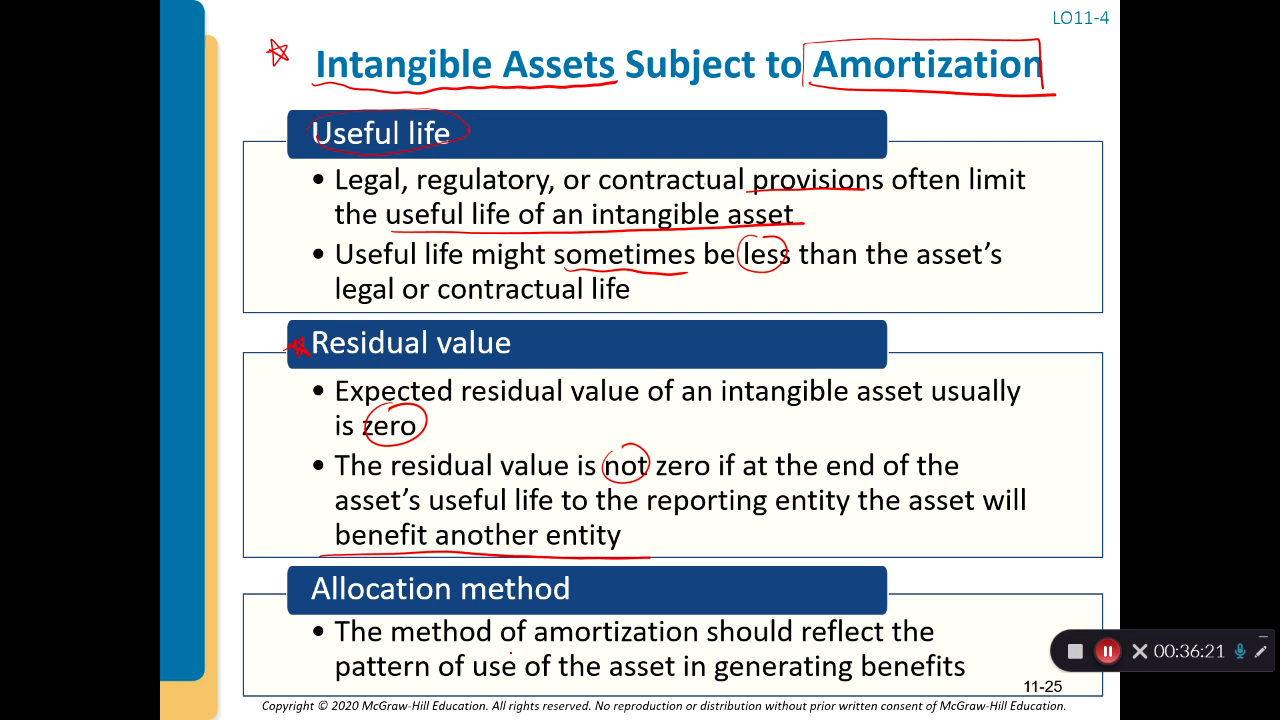 LO11-4
Intangible Assets Subject to Amortization
Useful life
• Legal, regulatory, or contractual provisions often limit
the useful life of an intangible asset
• Useful life might sometimes be less than the asset’s
legal or contractual life
Residual value
• Expected residual value of an intangible asset usually
is zero
• The residual value is not zero if at the end of the
asset’s useful life to the reporting entity the asset will
benefit another entity
Allocation method
• The method of amortization should reflect the
pattern of use of the asset in generating benefits
00:36:21
11-25
Copyright © 2020 McGraw-Hill Education. All rights reserved. No reproduction or distribution without prior written consent of McGraw-Hill Education.